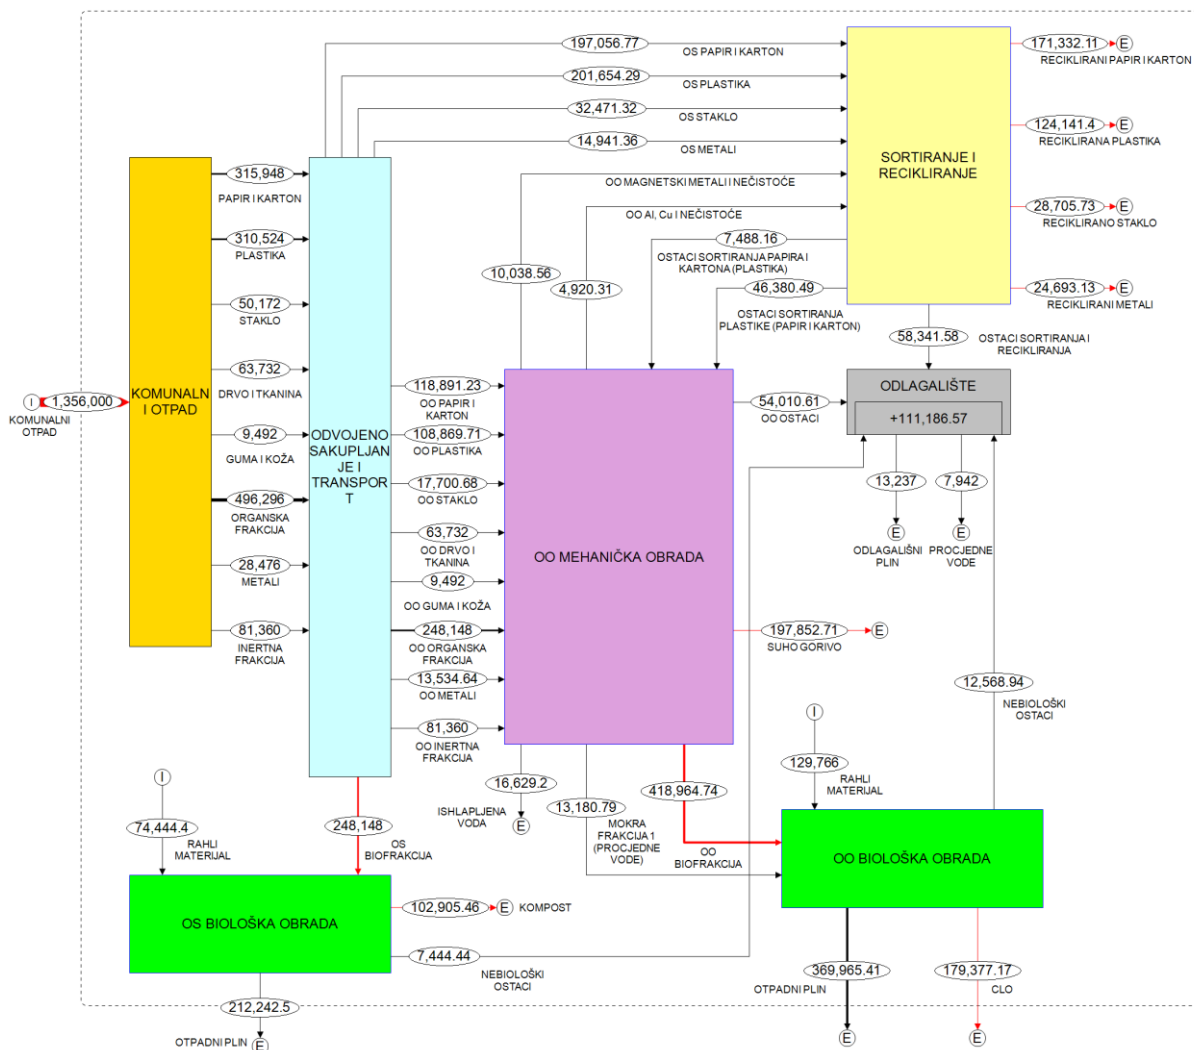 197,056.77
OS PAPIR I KARTON
201,654.29
OS PLASTIKA
32,471.32
OS STAKLO
14,941.36
OS METALI
OO MAGNETSKI METALI I NEČISTOĆE
OO Al, Cu I NEČISTOĆE
10,038.56
4,920.31
SORTIRANJE I
RECIKLIRANJE
171,332.11
E
RECIKLIRANI PAPIR I KARTON
124,141.4
E
RECIKLIRANA PLASTIKA
28,705.73
E
RECIKLIRANO STAKLO
24,693.13
E
RECIKLIRANI METALI
7,488.16
OSTACI SORTIRANJA PAPIRA I
KARTONA (PLASTIKA)
46,380.49
OSTACI SORTIRANJA
PLASTIKE (PAPIR I KARTON)
58,341.58
OSTACI SORTIRANJA I
RECIKLIRANJA
I
1,356,000
KOMUNALNI
OTPAD
KOMUNALN
I OTPAD
315,948
PAPIR I KARTON
310,524
PLASTIKA
50,172
STAKLO
63,732
DRVO I TKANINA
9,492
GUMA I KOŽA
496,296
ORGANSKA
FRAKCIJA
28,476
METALI
81,360
INERTNA
FRAKCIJA
ODVOJENO
SAKUPLJAN
JE I
TRANSPOR
T
118,891.23
OO PAPIR I
KARTON
108,869.71
OO PLASTIKA
17,700.68
OO STAKLO
63,732
OO DRVO I
TKANINA
9,492
OO GUMA I KOŽA
248,148
OO ORGANSKA
FRAKCIJA
13,534.64
OO METALI
81,360
OO INERTNA
FRAKCIJA
OO MEHANIČKA OBRADA
54,010.61
OO OSTACI
ODLAGALIŠTE
+111,186.57
13,237
E
ODLAGALIŠNI
PLIN
7,942
E
PROCJEDNE
VODE
197,852.71
E
SUHO GORIVO
12,568.94
NEBIOLOŠKI
OSTACI
16,629.2
ISHLAPLJENA
VODA
E
13,180.79
MOKRA
FRAKCIJA 1
(PROCJEDNE
VODE)
418,964.74
OO
BIOFRAKCIJA
I
129,766
RAHLI
MATERIJAL
OO BIOLOŠKA OBRADA
369,965.41
OTPADNI PLIN
E
179,377.17
CLO
E
I
74,444.4
RAHLI
MATERIJAL
248,148
OS
BIOFRAKCIJA
OS BIOLOŠKA OBRADA
102,905.46
E
KOMPOST
7,444.44
NEBIOLOŠKI
OSTACI
212,242.5
OTPADNI PLIN
E